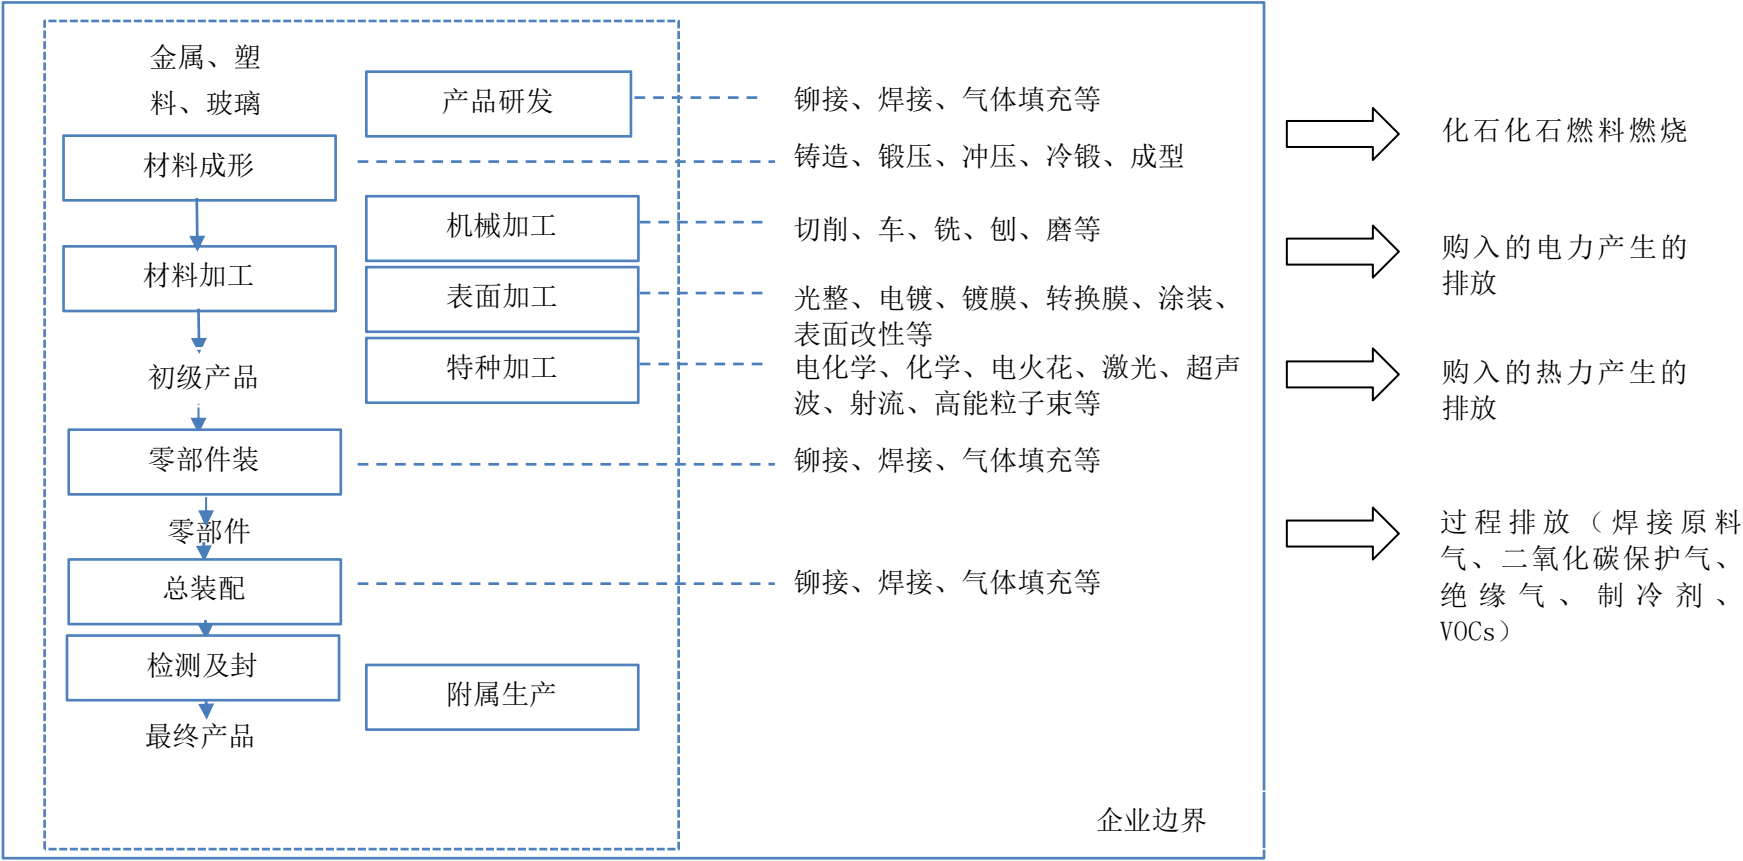 金属、塑
料、玻璃
产品研发
铆接、焊接、气体填充等
材料成形
铸造、锻压、冲压、冷锻、成型
机械加工
切削、车、铣、刨、磨等
材料加工
表面加工
光整、电镀、镀膜、转换膜、涂装、
表面改性等
特种加工
电化学、化学、电火花、激光、超声
波、射流、高能粒子束等
初级产品
零部件装
铆接、焊接、气体填充等
零部件
总装配
铆接、焊接、气体填充等
检测及封
附属生产
最终产品
企业边界
化石化石燃料燃烧
购入的电力产生的
排放
购入的热力产生的
排放
过程排放（焊接原料
气、二氧化碳保护气、
绝缘气、制冷剂、
VOCs）